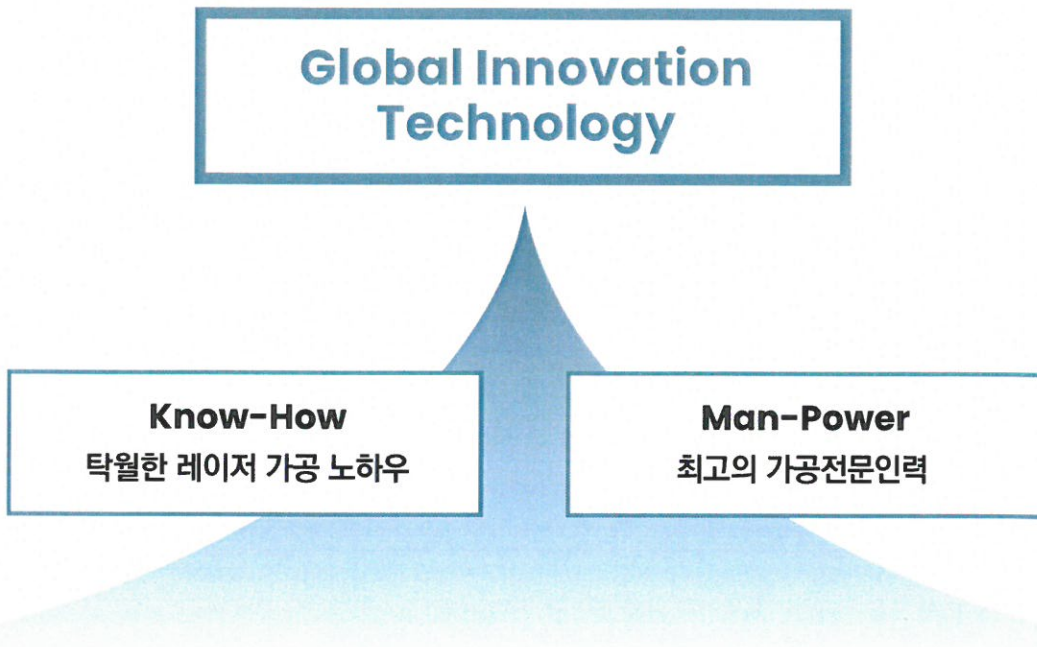 Global Innovation
Technology
Know-How
탁월한 레이저 가공 노하우
Man-Power
최고의 가공전문인력